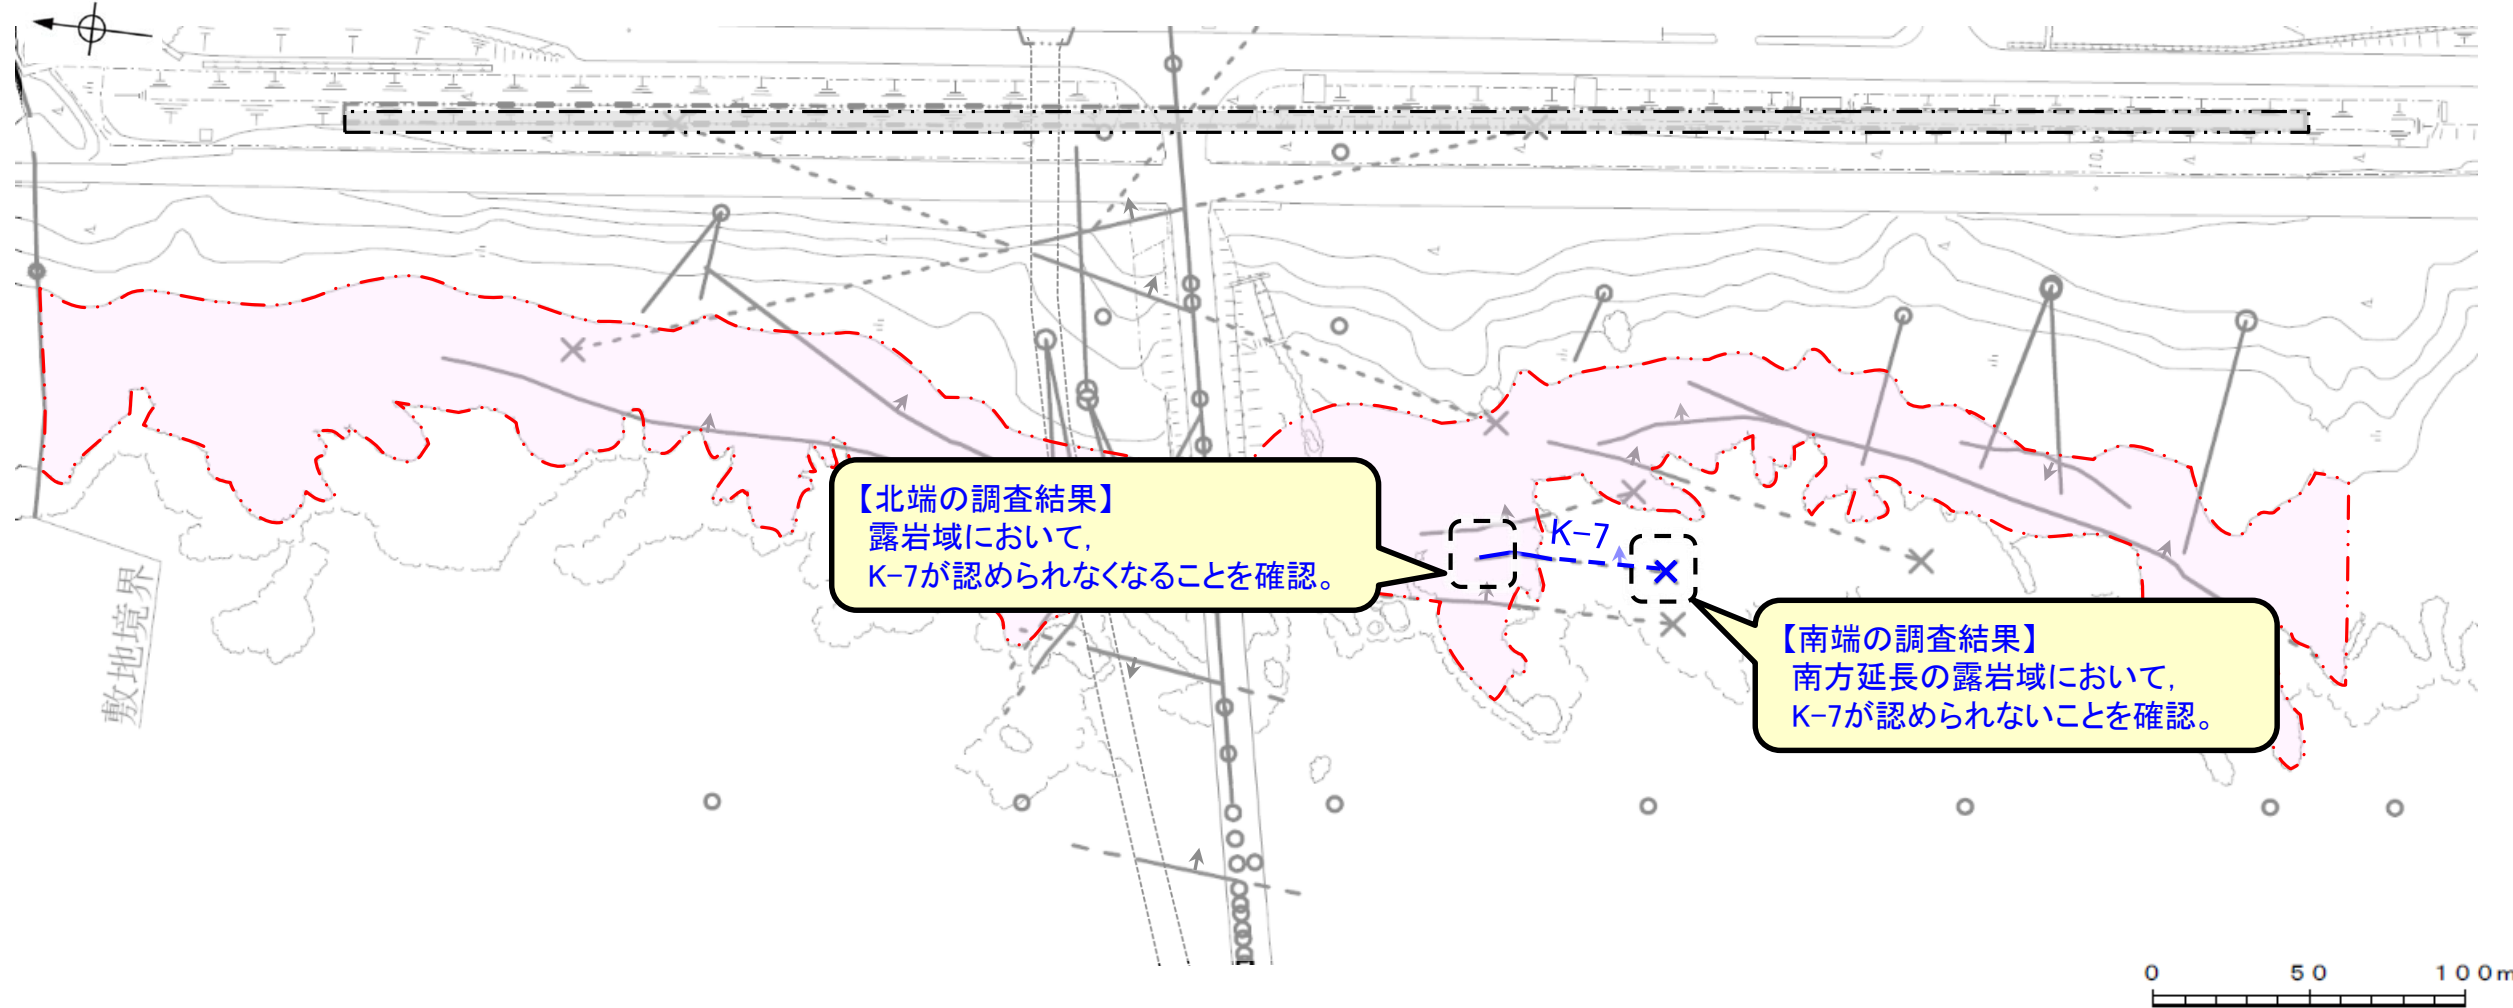 【北端の調査結果】
露岩域において,
K-7が認められなくなることを確認。
K-7
【南端の調査結果】
南方延長の露岩域において,
K-7が認められないことを確認。
敷地境界
0 50 100m